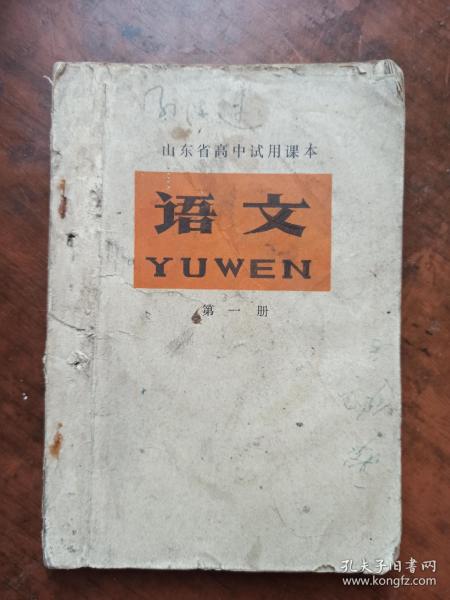 山东省高中试用课本
语文
YUWEN
第一册
孔夫子旧书网
www.kongfz.com